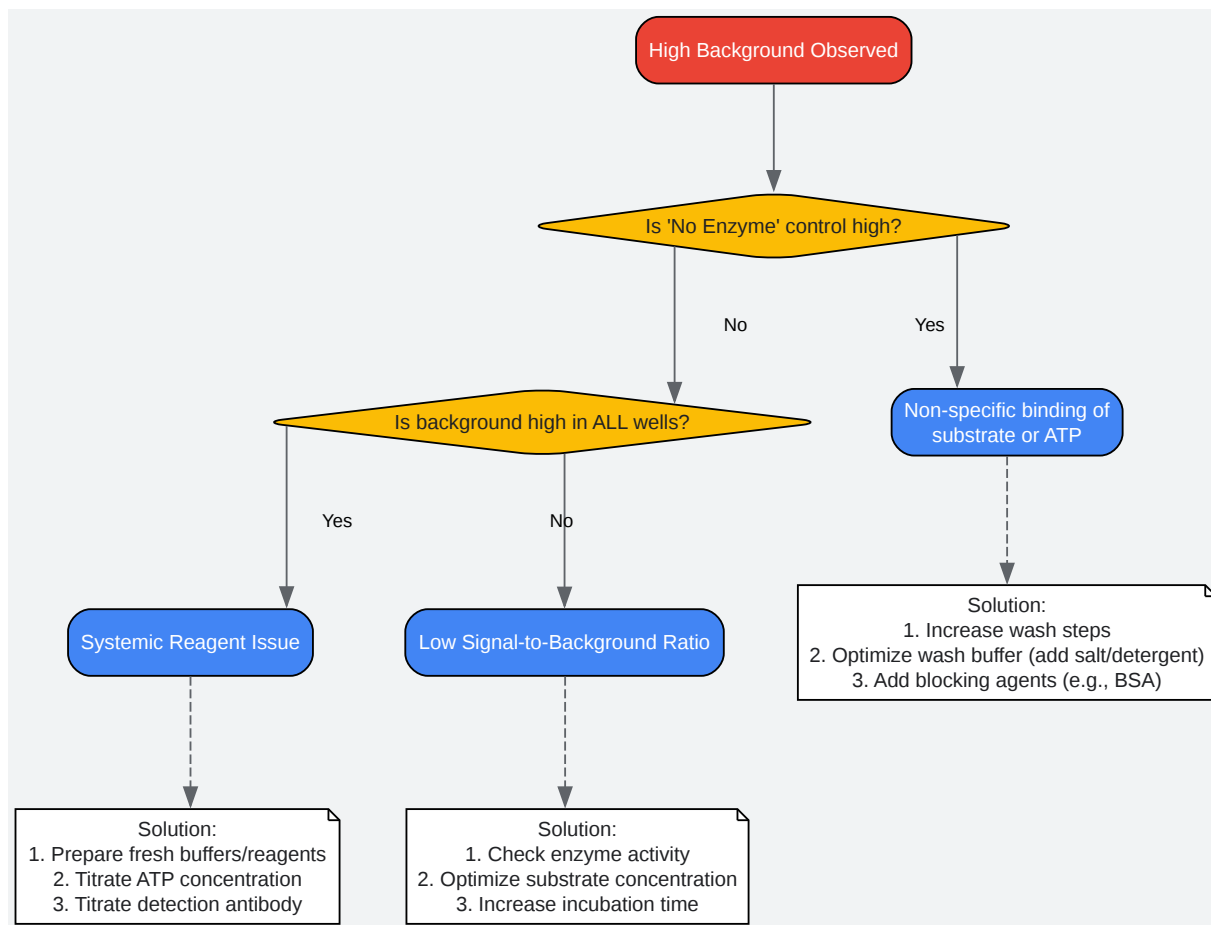 High Background Observed
Is 'No Enzyme' control high?
No
Yes
Is background high in ALL wells?
Non-specific binding of
substrate or ATP
Yes
No
Solution:
1. Increase wash steps
2. Optimize wash buffer (add salt/detergent)
3. Add blocking agents (e.g., BSA)
Systemic Reagent Issue
Low Signal-to-Background Ratio
Solution:
1. Prepare fresh buffers/reagents
2. Titrate ATP concentration
3. Titrate detection antibody
Solution:
1. Check enzyme activity
2. Optimize substrate concentration
3. Increase incubation time